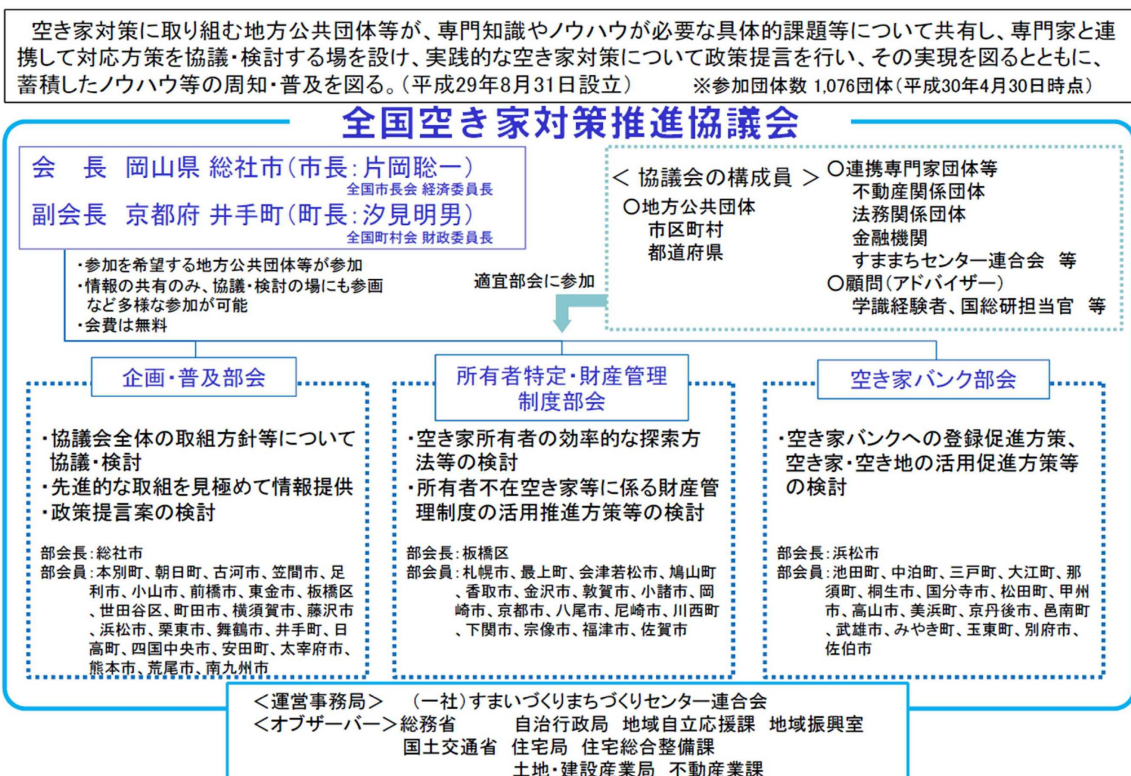 空き家対策に取り組む地方公共団体等が、専門知識やノウハウが必要な具体的課題等について共有し、専門家と連
携して対応方策を協議・検討する場を設け、実践的な空き家対策について政策提言を行い、その実現を図るとともに、
蓄積したノウハウ等の周知・普及を図る。(平成29年8月31日設立) ※参加団体数 1,076団体(平成30年4月30日時点)
全国空き家対策推進協議会
会 長 岡山県 総社市(市長:片岡聡一)
全国市長会 経済委員長
副会長 京都府 井手町(町長:汐見明男)
全国町村会 財政委員長
・参加を希望する地方公共団体等が参加
・情報の共有のみ、協議・検討の場にも参画
など多様な参加が可能
・会費は無料
適宜部会に参加
< 協議会の構成員 >
〇地方公共団体
市区町村
都道府県
〇連携専門家団体等
不動産関係団体
法務関係団体
金融機関
すままちセンター連合会 等
〇顧問(アドバイザー)
学識経験者、国総研担当官 等
企画・普及部会
・協議会全体の取組方針等について
協議・検討
・先進的な取組を見極めて情報提供
・政策提言案の検討
部会長:総社市
部会員:本別町、朝日町、古河市、笠間市、足
利市、小山市、前橋市、東金市、板橋区
、世田谷区、町田市、横須賀市、藤沢市
、浜松市、栗東市、舞鶴市、井手町、日
高町、四国中央市、安田町、太宰府市、
熊本市、荒尾市、南九州市
所有者特定・財産管理
制度部会
・空き家所有者の効率的な探索方
法等の検討
・所有者不在空き家等に係る財産管
理制度の活用推進方策等の検討
部会長:板橋区
部会員:札幌市、最上町、会津若松市、鳩山町
、香取市、金沢市、敦賀市、小諸市、岡
崎市、京都市、八尾市、尼崎市、川西町
、下関市、宗像市、福津市、佐賀市
空き家バンク部会
・空き家バンクへの登録促進方策、
空き家・空き地の活用促進方策等
の検討
部会長:浜松市
部会員:池田町、中泊町、三戸町、大江町、那
須町、桐生市、国分寺市、松田町、甲州
市、高山市、美浜町、京丹後市、邑南町
、武雄市、みやき町、玉東町、別府市、
佐伯市
<運営事務局> (一社)すまいづくりまちづくりセンター連合会
<オブザーバー>総務省 自治行政局 地域自立応援課 地域振興室
国土交通省 住宅局 住宅総合整備課
土地・建設産業局 不動産業課